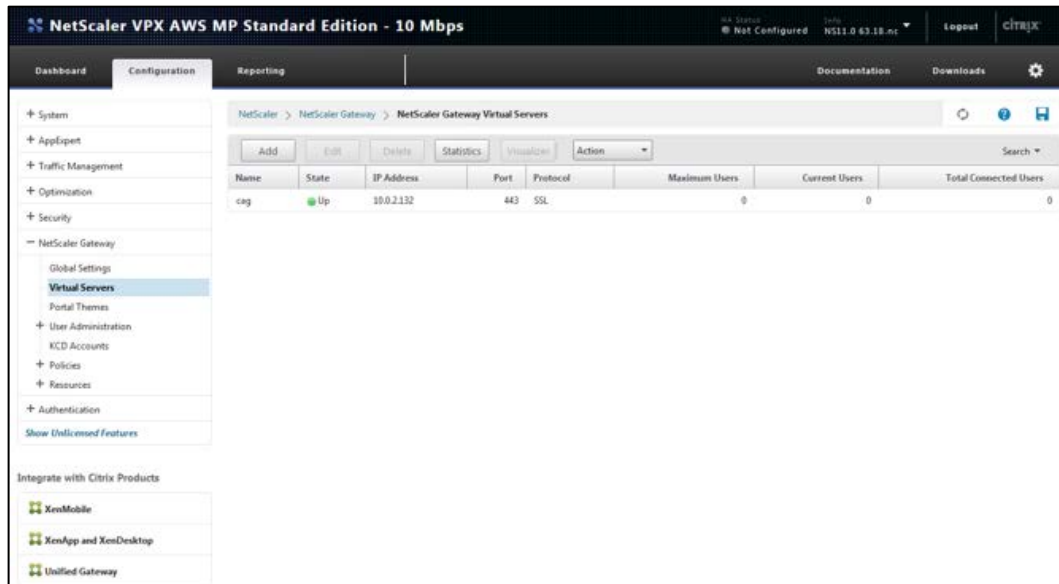 NetScaler VPX AWS MP Standard Edition - 10 Mbps
HA Status
Not Configured
Info
NS11.0 63.18.nc
Logout
CITRIX
Dashboard
Configuration
Reporting
Documentation
Downloads
+ System
+ AppExpert
+ Traffic Management
+ Optimization
+ Security
− NetScaler Gateway
Global Settings
Virtual Servers
Portal Themes
+ User Administration
KCD Accounts
+ Policies
+ Resources
+ Authentication
Show Unlicensed Features
Integrate with Citrix Products
XenMobile
XenApp and XenDesktop
Unified Gateway
NetScaler > NetScaler Gateway > NetScaler Gateway Virtual Servers
Add Edit Delete Statistics Visualizer Action Search
Name State IP Address Port Protocol Maximum Users Current Users Total Connected Users
cag Up 10.0.2.132 443 SSL 0 0 0